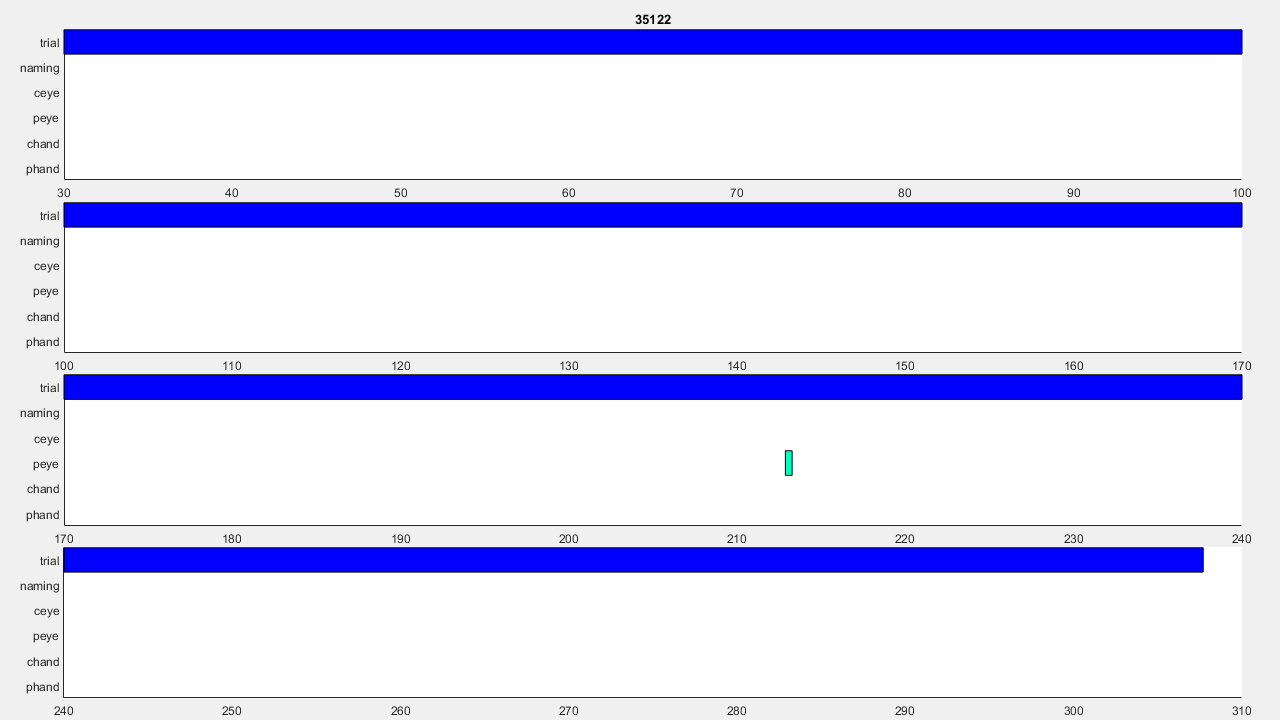 35122
trial
naming
ceye
peye
chand
phand
30 40 50 60 70 80 90 100
trial
naming
ceye
peye
chand
phand
100 110 120 130 140 150 160 170
trial
naming
ceye
peye
chand
phand
170 180 190 200 210 220 230 240
trial
naming
ceye
peye
chand
phand
240 250 260 270 280 290 300 310